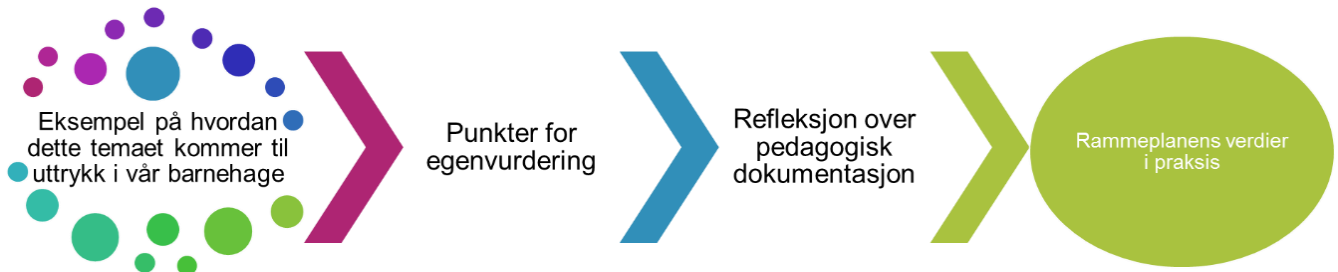 Eksempel på hvordan
dette temaet kommer til
uttrykk i vår barnehage
Punkter for
egenvurdering
Refleksjon over
pedagogisk
dokumentasjon
Rammeplanens verdier
i praksis